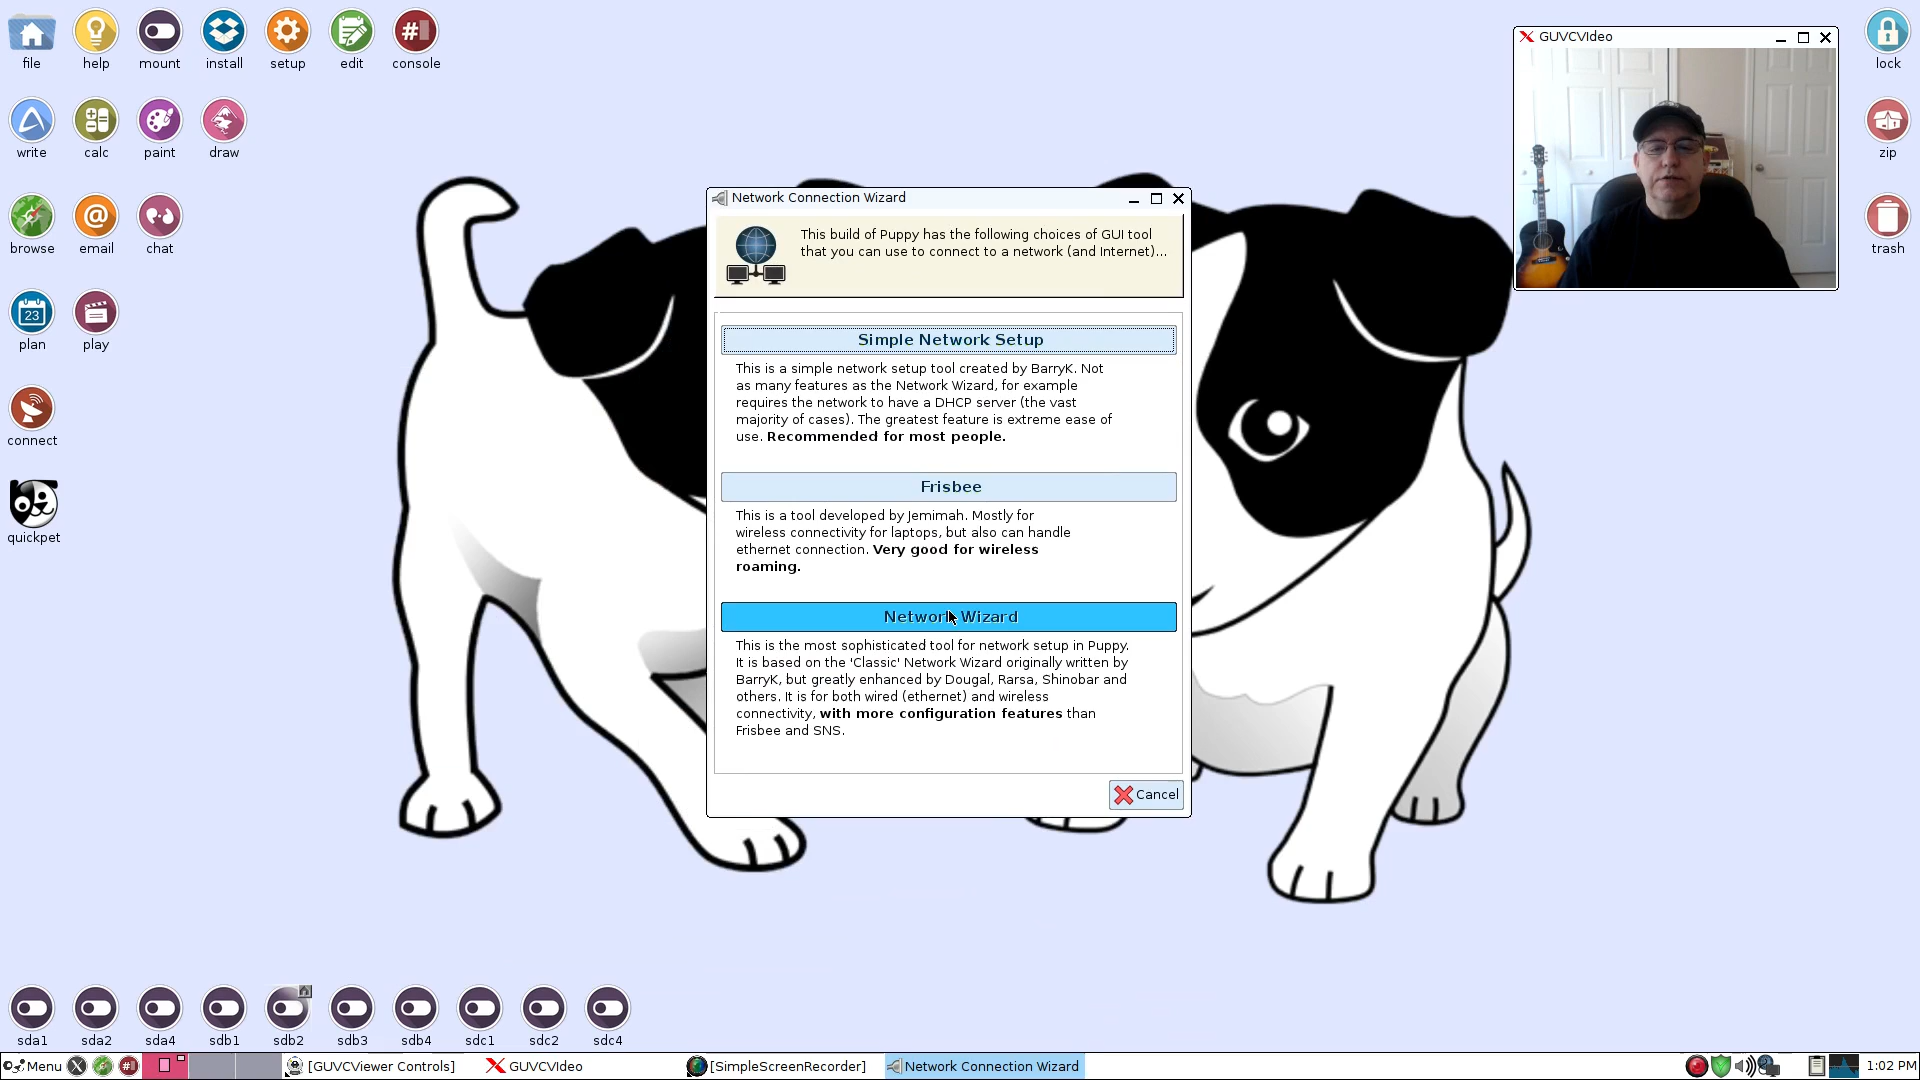 file
help
mount
install
setup
edit
console
write
calc
paint
draw
browse
email
chat
plan
23
play
connect
quickpet
GUVCVIdeo
lock
zip
trash
Network Connection Wizard
This build of Puppy has the following choices of GUI tool
that you can use to connect to a network (and Internet)...
Simple Network Setup
This is a simple network setup tool created by BarryK. Not
as many features as the Network Wizard, for example
requires the network to have a DHCP server (the vast
majority of cases). The greatest feature is extreme ease of
use. Recommended for most people.
Frisbee
This is a tool developed by Jemimah. Mostly for
wireless connectivity for laptops, but also can handle
ethernet connection. Very good for wireless
roaming.
Network Wizard
This is the most sophisticated tool for network setup in Puppy.
It is based on the 'Classic' Network Wizard originally written by
BarryK, but greatly enhanced by Dougal, Rarsa, Shinobar and
others. It is for both wired (ethernet) and wireless
connectivity, with more configuration features than
Frisbee and SNS.
Cancel
sda1
sda2
sda4
sdb1
sdb2
sdb3
sdb4
sdc1
sdc2
sdc4
Menu
[GUVCViewer Controls]
GUVCVIdeo
[SimpleScreenRecorder]
Network Connection Wizard
1:02 PM